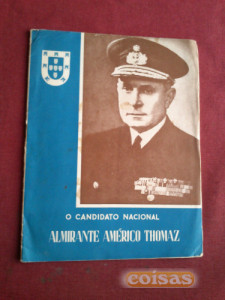 O CANDIDATO NACIONAL
ALMIRANTE AMÉRICO THOMAZ
coisas